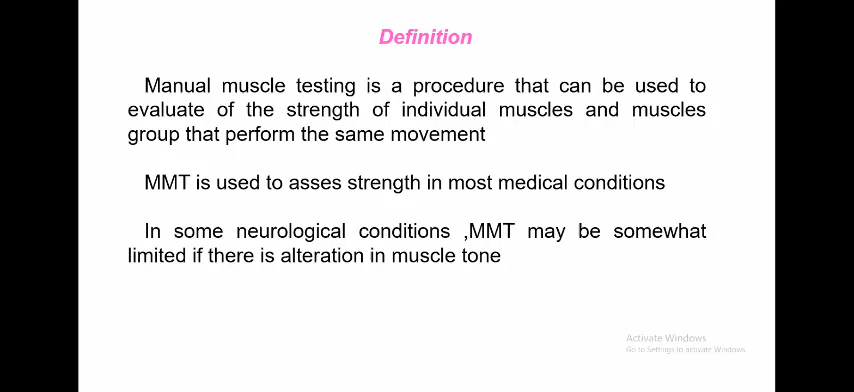 Definition
Manual muscle testing is a procedure that can be used to
evaluate of the strength of individual muscles and muscles
group that perform the same movement
MMT is used to asses strength in most medical conditions
In some neurological conditions ,MMT may be somewhat
limited if there is alteration in muscle tone
Activate Windows
Go to Settings to activate Windows.